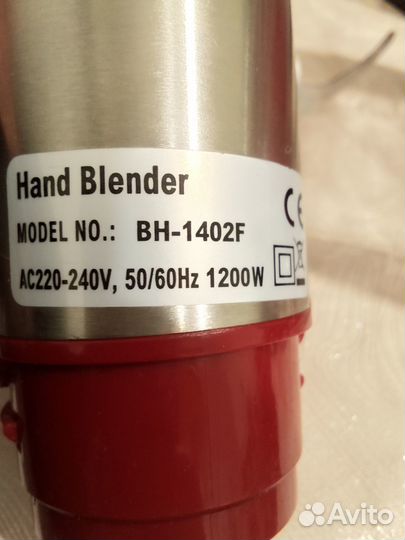 Hand Blender
MODEL NO.: BH-1402F
AC220-240V, 50/60Hz 1200W
CE
Avito